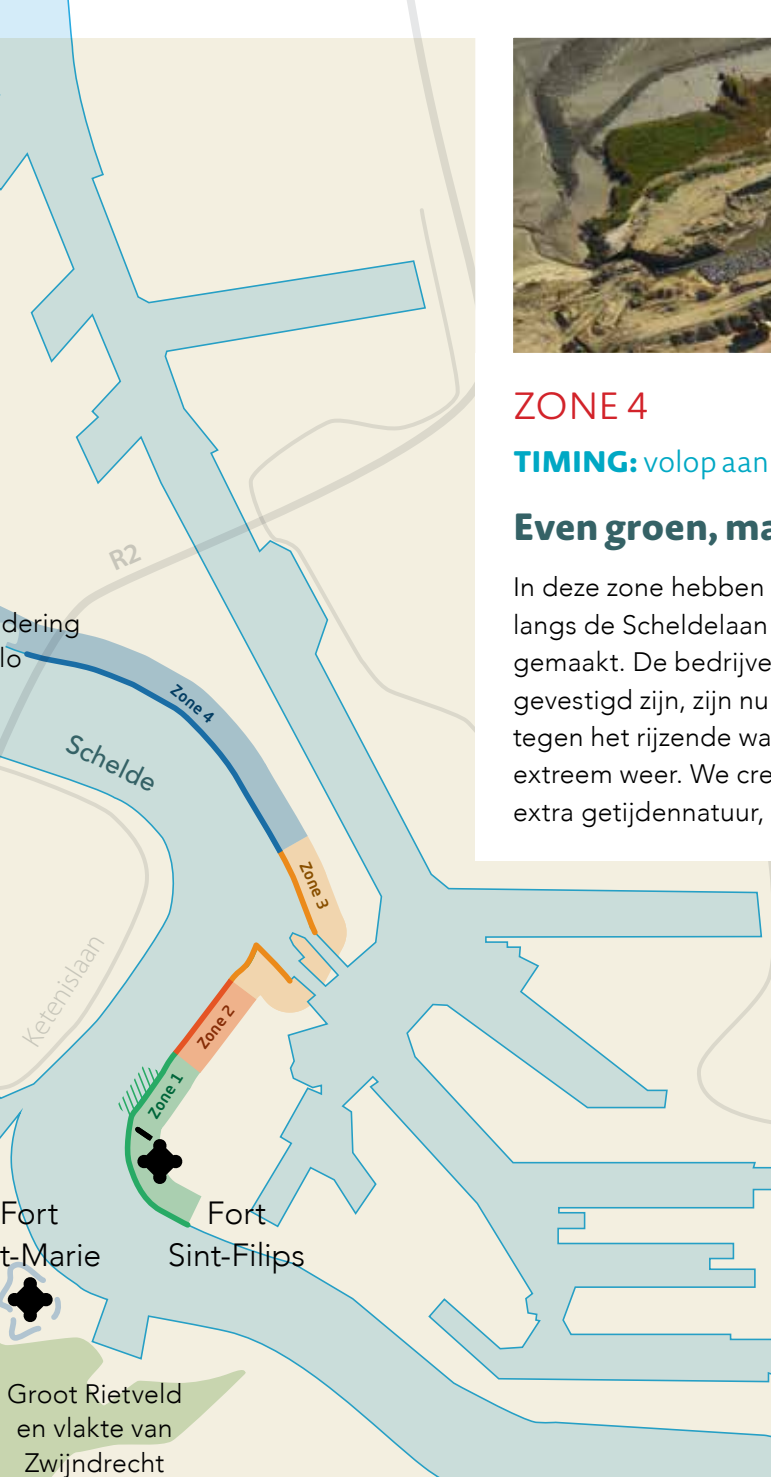 ZONE 4
TIMING: volop aan
Even groen, ma
In deze zone hebben
langs de Scheldelaan
gemaakt. De bedrijve
gevestigd zijn, zijn nu
tegen het rijzende wa
extreem weer. We cre
extra getijdennatuur,
R2
dering
lo
Zone 4
Schelde
Zone 3
Ketenislaan
Zone 2
Zone 1
Fort
t-Marie
Fort
Sint-Filips
Groot Rietveld
en vlakte van
Zwijndrecht